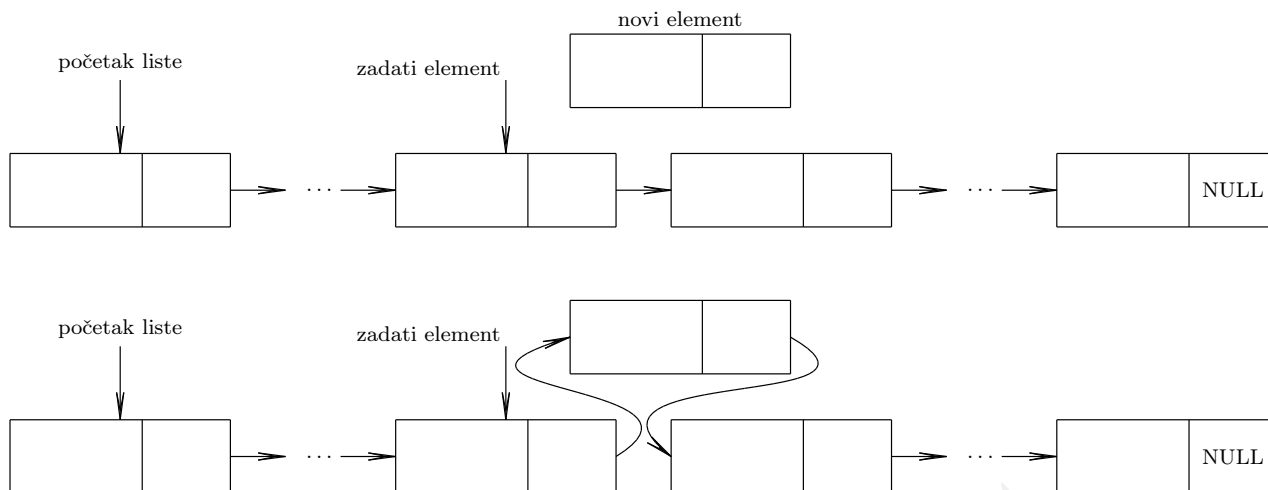 novi element
početak liste
zadati element
... ...
NULL
početak liste
zadati element
... ...
NULL